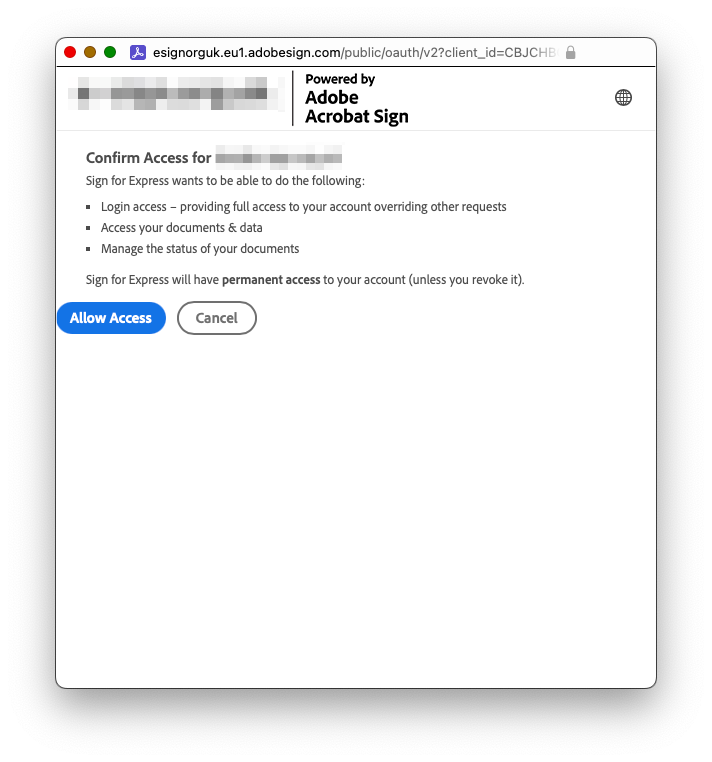 esignorguk.eu1.adobesign.com/public/oauth/v2?client_id=CBJCHB
Powered by
Adobe
Acrobat Sign
Confirm Access for
Sign for Express wants to be able to do the following:
Login access – providing full access to your account overriding other requests
Access your documents & data
Manage the status of your documents
Sign for Express will have permanent access to your account (unless you revoke it).
Allow Access
Cancel